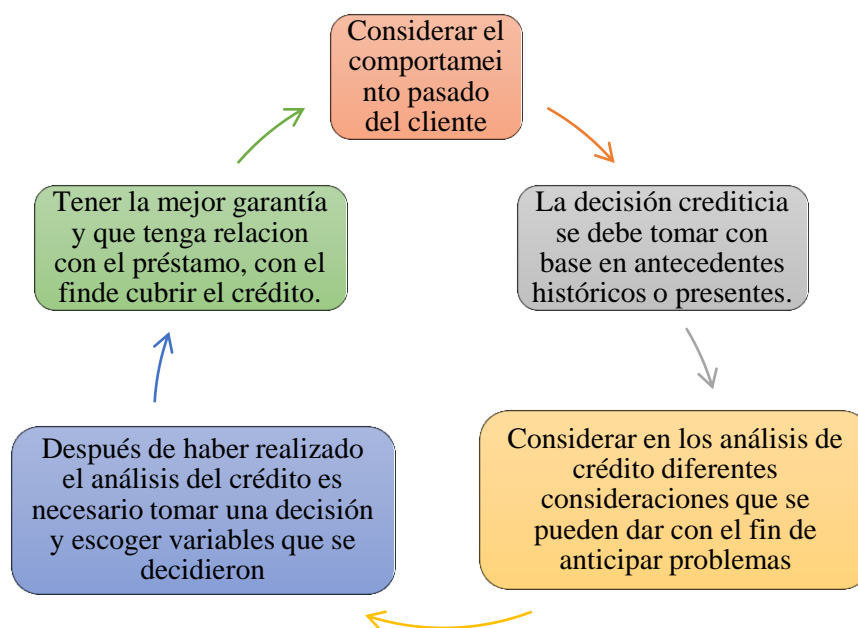 Considerar el
comportamei
nto pasado
del cliente
La decisión crediticia
se debe tomar con
base en antecedentes
históricos o presentes.
Considerar en los análisis de
crédito diferentes
consideraciones que se
pueden dar con el fin de
anticipar problemas
Después de haber realizado
el análisis del crédito es
necesario tomar una decisión
y escoger variables que se
decidieron
Tener la mejor garantía
y que tenga relacion
con el préstamo, con el
finde cubrir el crédito.